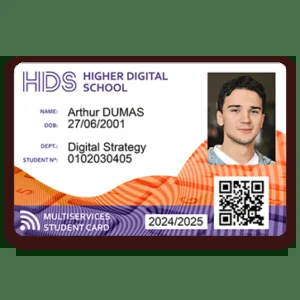 HDS HIGHER DIGITAL
SCHOOL
NAME: Arthur DUMAS
DOB: 27/06/2001
DEPT.: Digital Strategy
STUDENT N°: 0102030405
MULTISERVICES
STUDENT CARD
2024/2025